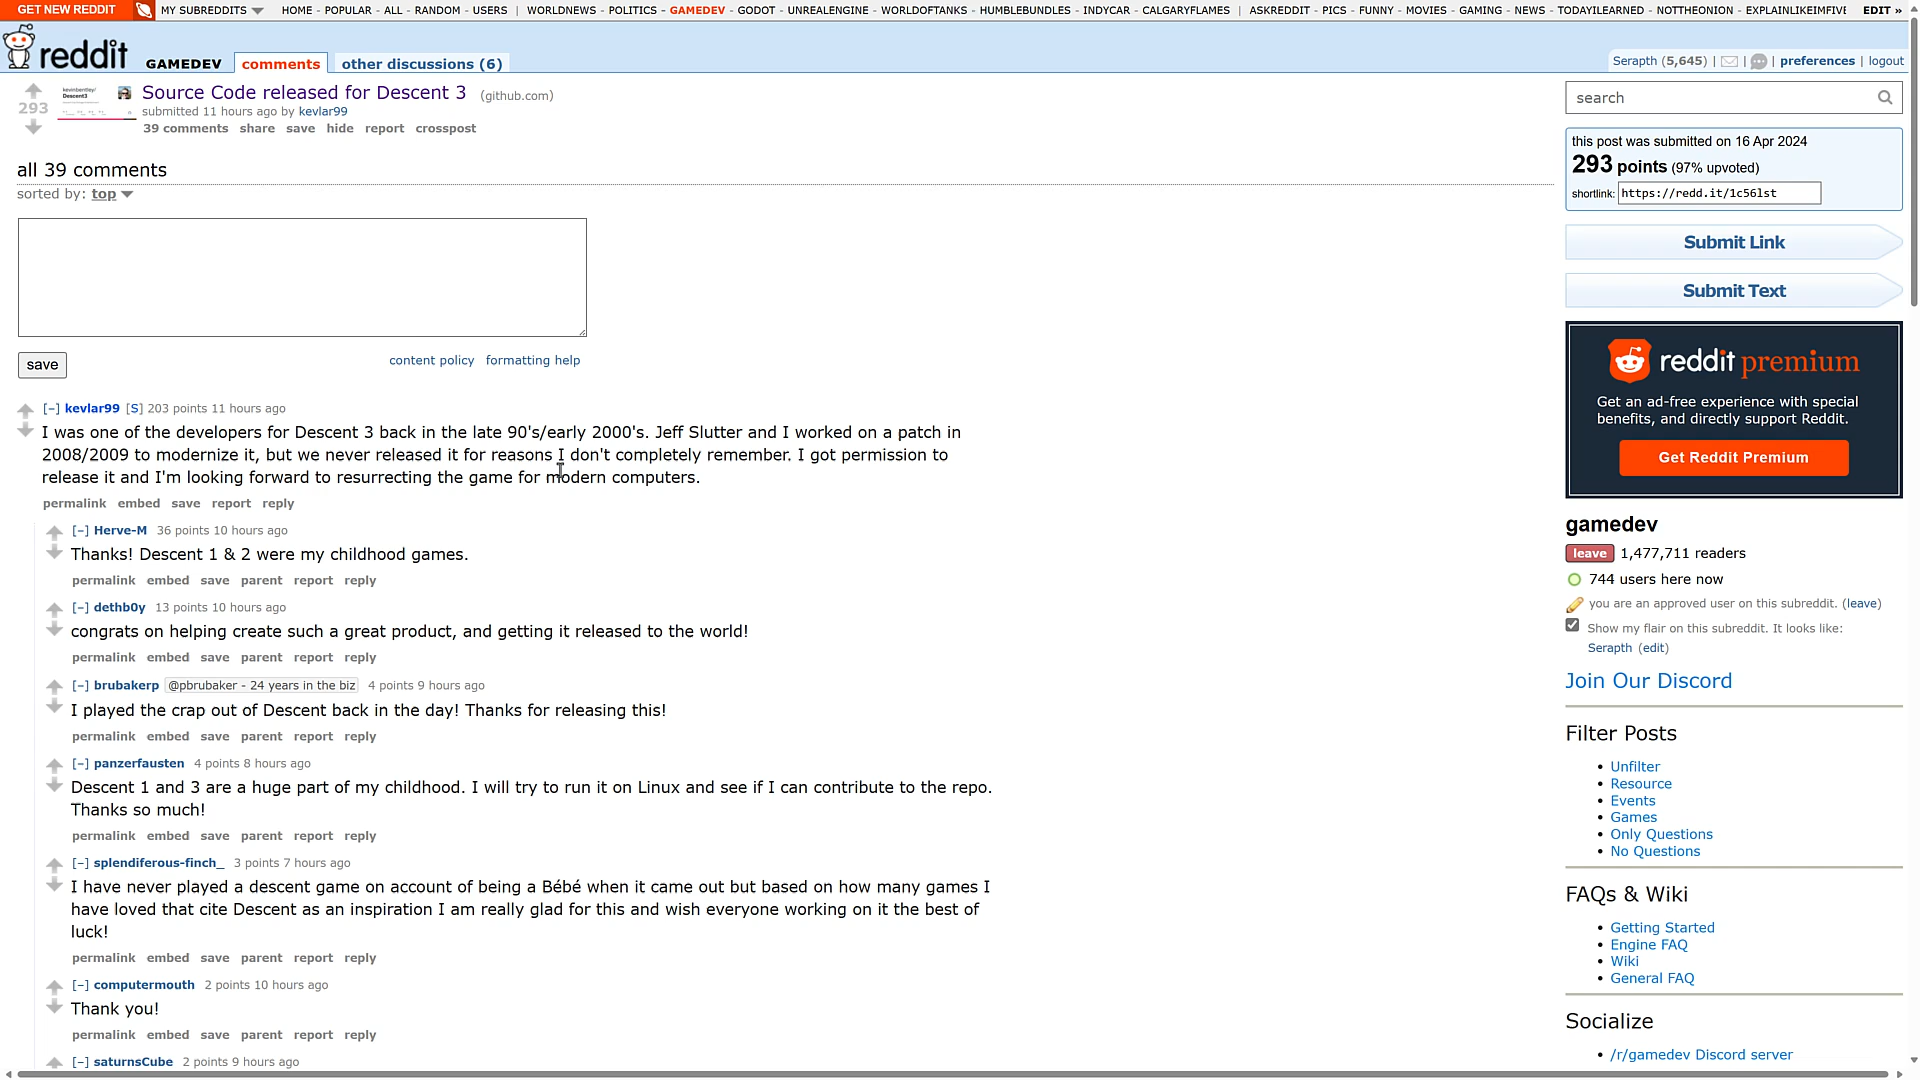 GET NEW REDDIT MY SUBREDDITS HOME - POPULAR - ALL - RANDOM - USERS | WORLDNEWS - POLITICS - GAMEDEV - GODOT - UNREALENGINE - WORLDOFTANKS - HUMBLEBUNDLES - INDYCAR - CALGARYFLAMES | ASKREDDIT - PICS - FUNNY - MOVIES - GAMING - NEWS - TODAYILEARNED - NOTTHEONION - EXPLAINLIKEIMFIVE EDIT »
reddit GAMEDEV comments other discussions (6)
Seraph (5,645) | | | preferences | logout
293
kevinbentley/
Descent3
Source Code released for Descent 3 (github.com)
submitted 11 hours ago by kevlar99
39 comments share save hide report crosspost
all 39 comments
sorted by: top
save
content policy formatting help
[–] kevlar99 [S] 203 points 11 hours ago
I was one of the developers for Descent 3 back in the late 90's/early 2000's. Jeff Slutter and I worked on a patch in
2008/2009 to modernize it, but we never released it for reasons I don't completely remember. I got permission to
release it and I'm looking forward to resurrecting the game for modern computers.
permalink embed save report reply
[–] Herve-M 36 points 10 hours ago
Thanks! Descent 1 & 2 were my childhood games.
permalink embed save parent report reply
[–] dethb0y 13 points 10 hours ago
congrats on helping create such a great product, and getting it released to the world!
permalink embed save parent report reply
[–] brubakerp @pbrubaker - 24 years in the biz 4 points 9 hours ago
I played the crap out of Descent back in the day! Thanks for releasing this!
permalink embed save parent report reply
[–] panzerfausten 4 points 8 hours ago
Descent 1 and 3 are a huge part of my childhood. I will try to run it on Linux and see if I can contribute to the repo.
Thanks so much!
permalink embed save parent report reply
[–] splendiferous-finch_ 3 points 7 hours ago
I have never played a descent game on account of being a Bébé when it came out but based on how many games I
have loved that cite Descent as an inspiration I am really glad for this and wish everyone working on it the best of
luck!
permalink embed save parent report reply
[–] computermouth 2 points 10 hours ago
Thank you!
permalink embed save parent report reply
[–] saturnsCube 2 points 9 hours ago
search
this post was submitted on 16 Apr 2024
293 points (97% upvoted)
shortlink: https://redd.it/1c56lst
Submit Link
Submit Text
reddit premium
Get an ad-free experience with special
benefits, and directly support Reddit.
Get Reddit Premium
gamedev
leave 1,477,711 readers
744 users here now
you are an approved user on this subreddit. (leave)
Show my flair on this subreddit. It looks like:
Serapth (edit)
Join Our Discord
Filter Posts
• Unfilter
• Resource
• Events
• Games
• Only Questions
• No Questions
FAQs & Wiki
• Getting Started
• Engine FAQ
• Wiki
• General FAQ
Socialize
• /r/gamedev Discord server